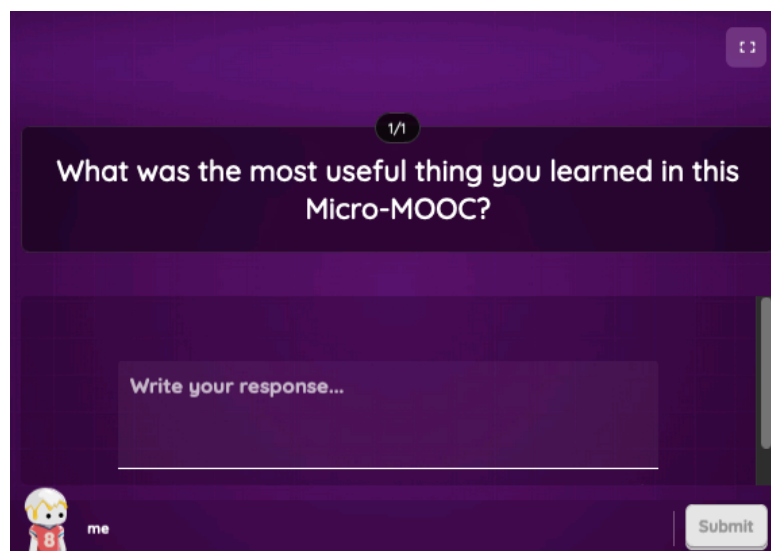 1/1
What was the most useful thing you learned in this
Micro-MOOC?
Write your response...
8
me
Submit